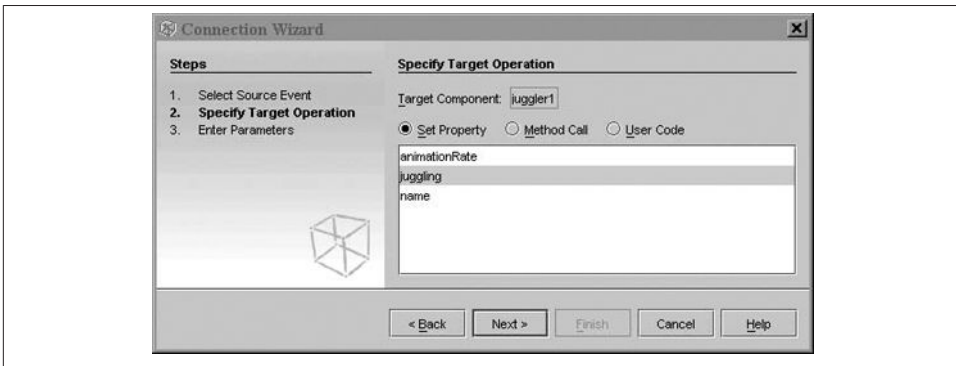 Connection Wizard
Steps
1. Select Source Event
2. Specify Target Operation
3. Enter Parameters
Specify Target Operation
Target Component: juggler1
Set Property Method Call User Code
animationRate
juggling
name
< Back Next > Finish Cancel Help